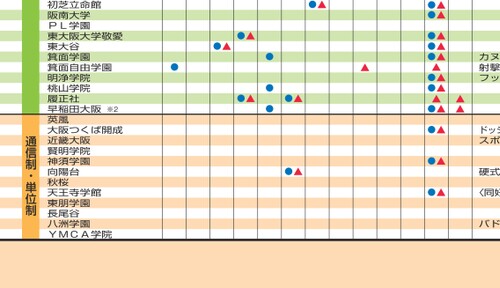 初芝立命館
阪南大学
ＰＬ学園
東大阪大学敬愛
東大谷
箕面学園 カヌ
箕面自由学園 射撃
明浄学院 フッ
桃山学院
履正社
早稲田大阪 ※2
英風
大阪つくば開成 ドッチ
近畿大阪 スポ
賢明学院
神須学園
向陽台 硬式
秋桜
天王寺学館 〈同好
東朋学園
長尾谷
八洲学園 バド
ＹＭＣＡ学院
通信制・単位制